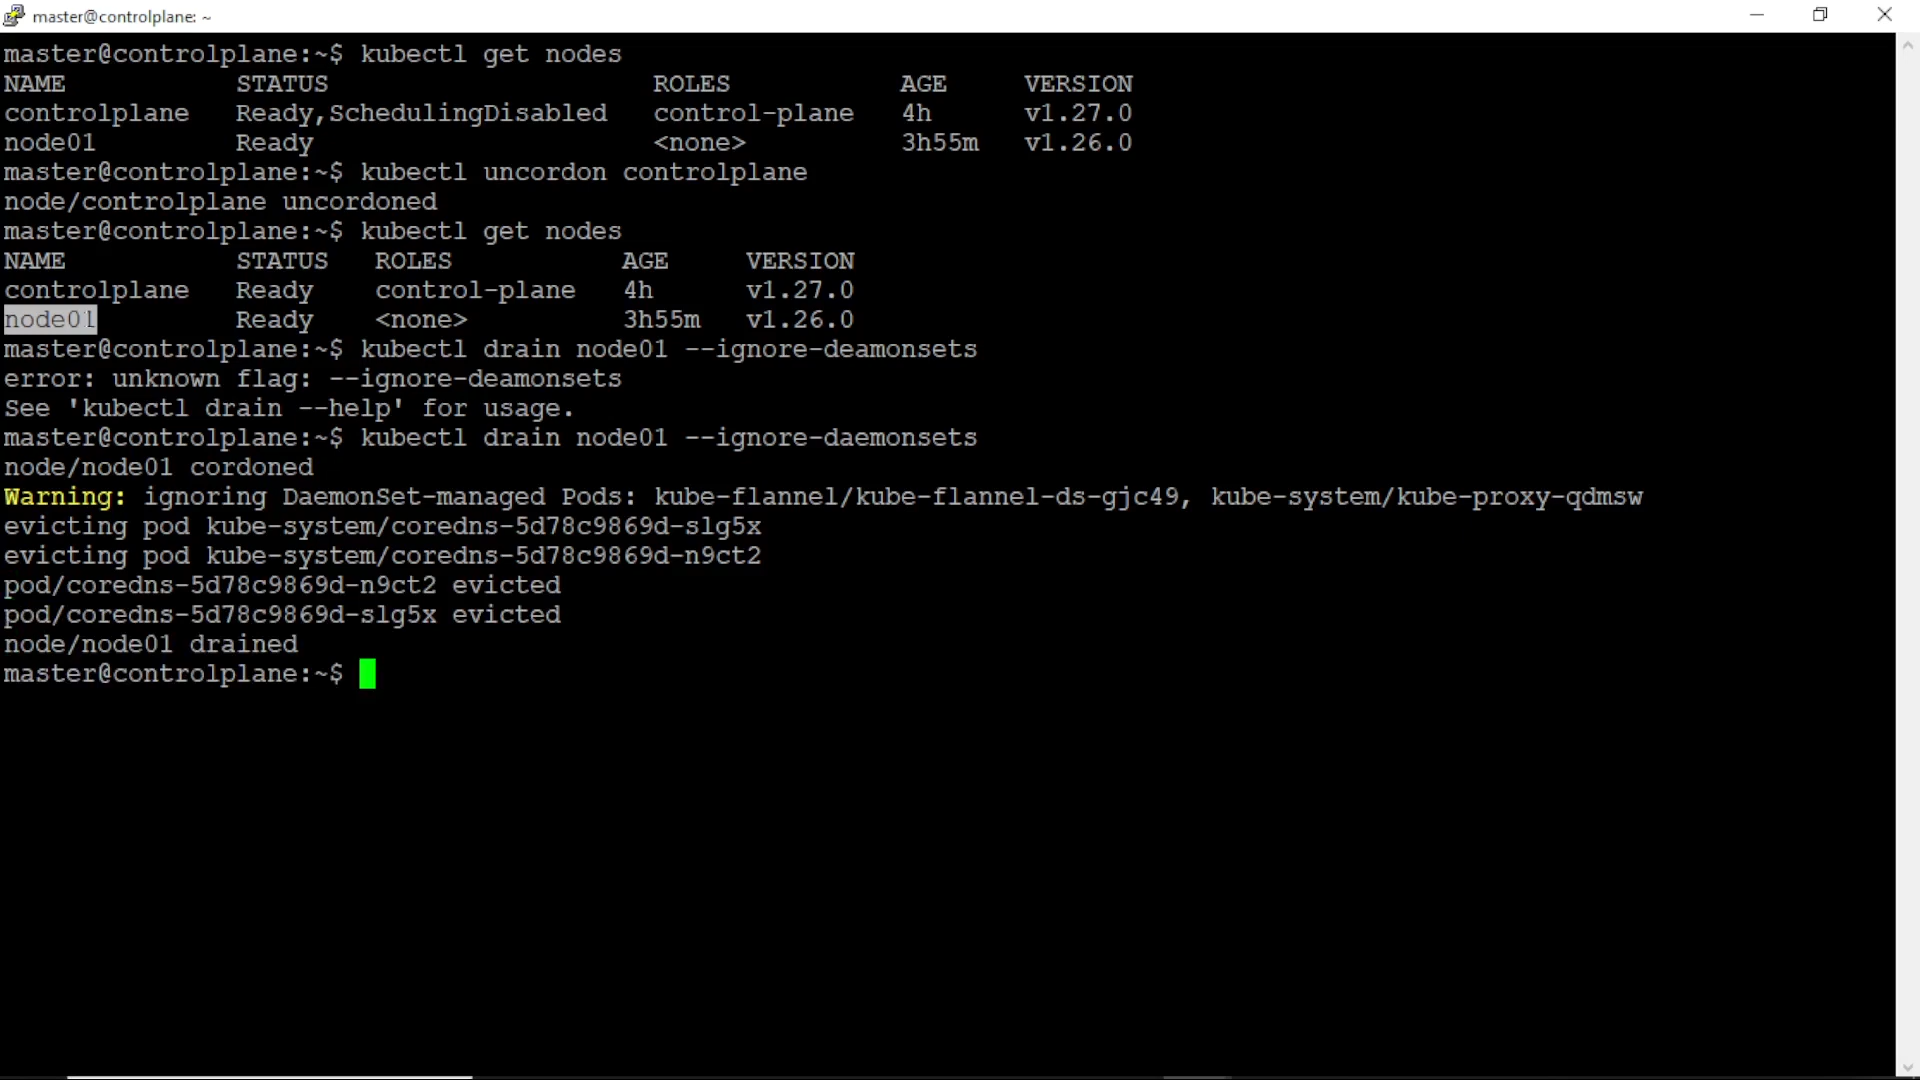 master@controlplane: ~
master@controlplane:~$ kubectl get nodes
NAME           STATUS                     ROLES           AGE     VERSION
controlplane   Ready,SchedulingDisabled   control-plane   4h      v1.27.0
node01         Ready                      <none>          3h55m   v1.26.0
master@controlplane:~$ kubectl uncordon controlplane
node/controlplane uncordoned
master@controlplane:~$ kubectl get nodes
NAME           STATUS   ROLES           AGE     VERSION
controlplane   Ready    control-plane   4h      v1.27.0
node01         Ready    <none>          3h55m   v1.26.0
master@controlplane:~$ kubectl drain node01 --ignore-deamonsets
error: unknown flag: --ignore-deamonsets
See 'kubectl drain --help' for usage.
master@controlplane:~$ kubectl drain node01 --ignore-daemonsets
node/node01 cordoned
Warning: ignoring DaemonSet-managed Pods: kube-flannel/kube-flannel-ds-gjc49, kube-system/kube-proxy-qdmsw
evicting pod kube-system/coredns-5d78c9869d-slg5x
evicting pod kube-system/coredns-5d78c9869d-n9ct2
pod/coredns-5d78c9869d-n9ct2 evicted
pod/coredns-5d78c9869d-slg5x evicted
node/node01 drained
master@controlplane:~$